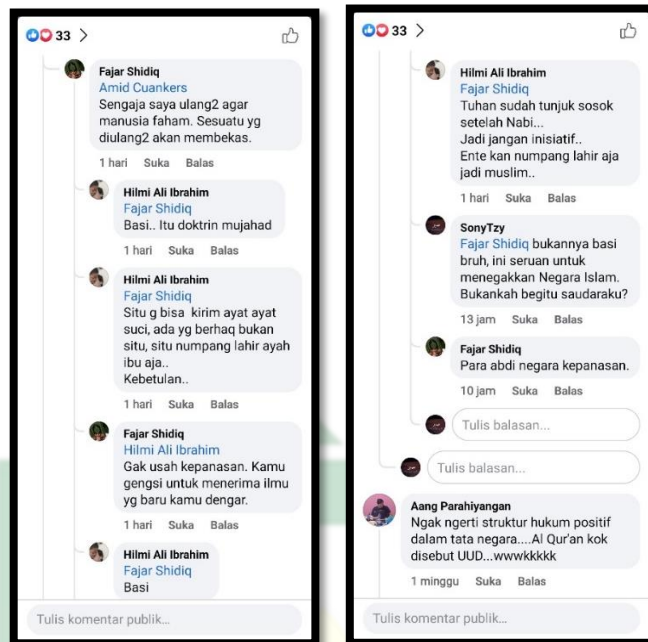 33 >
Fajar Shidiq
Amid Cuankers
Sengaja saya ulang2 agar
manusia faham. Sesuatu yg
diulang2 akan membekas.
1 hari Suka Balas
Hilmi Ali Ibrahim
Fajar Shidiq
Basi.. Itu doktrin mujahad
1 hari Suka Balas
Hilmi Ali Ibrahim
Fajar Shidiq
Situ g bisa kirim ayat ayat
suci, ada yg berhaq bukan
situ, situ numpang lahir ayah
ibu aja..
Kebetulan..
1 hari Suka Balas
Fajar Shidiq
Hilmi Ali Ibrahim
Gak usah kepanasan. Kamu
gengsi untuk menerima ilmu
yg baru kamu dengar.
1 hari Suka Balas
Hilmi Ali Ibrahim
Fajar Shidiq
Basi
Tulis komentar publik...
33 >
Hilmi Ali Ibrahim
Fajar Shidiq
Tuhan sudah tunjuk sosok
setelah Nabi...
Jadi jangan inisiatif..
Ente kan numpang lahir aja
jadi muslim..
1 hari Suka Balas
SonyTzy
Fajar Shidiq bukannya basi
bruh, ini seruan untuk
menegakkan Negara Islam.
Bukankah begitu saudaraku?
13 jam Suka Balas
Fajar Shidiq
Para abdi negara kepanasan.
10 jam Suka Balas
Tulis balasan...
Tulis balasan...
Aang Parahiyangan
Ngak ngerti struktur hukum positif
dalam tata negara....Al Qur'an kok
disebut UUD...wwwkkkkk
1 minggu Suka Balas
Tulis komentar publik...